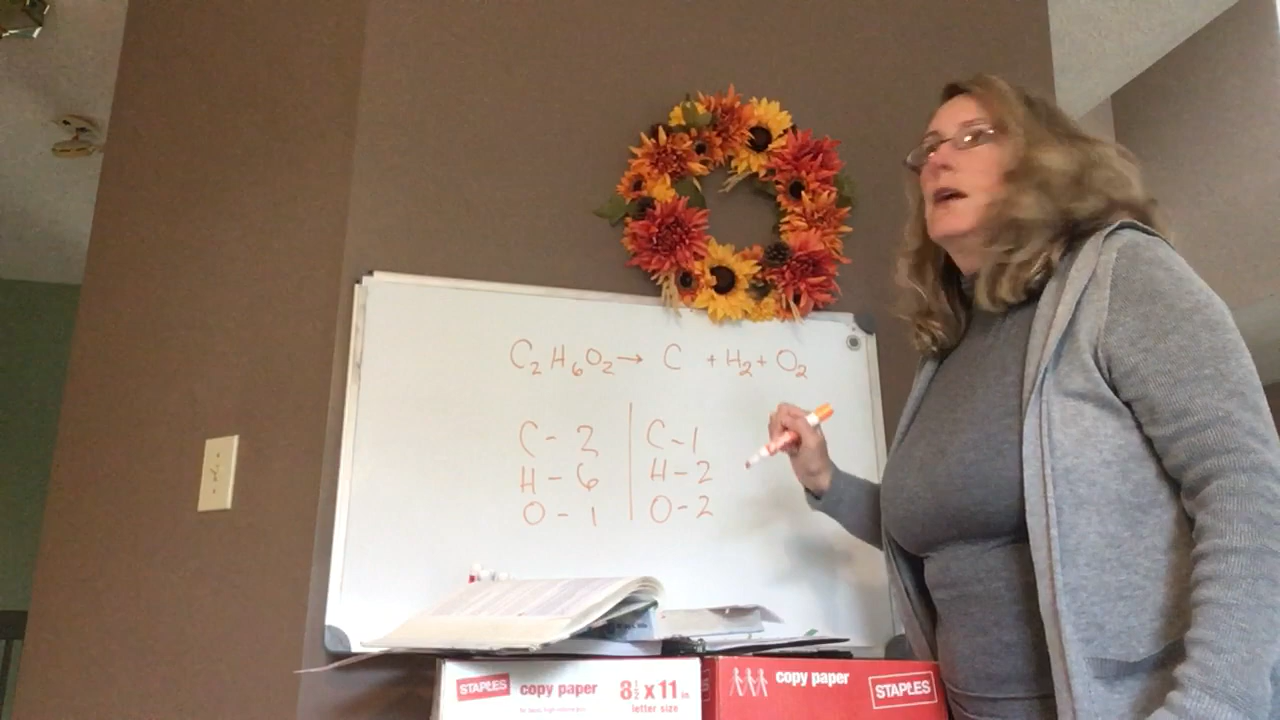 C₂H₆O₂→ C + H₂ + O₂
C-2 | C-1
H-6 | H-2
O-1 | O-2
STAPLES copy paper 8½ x 11 in
letter size
copy paper STAPLES